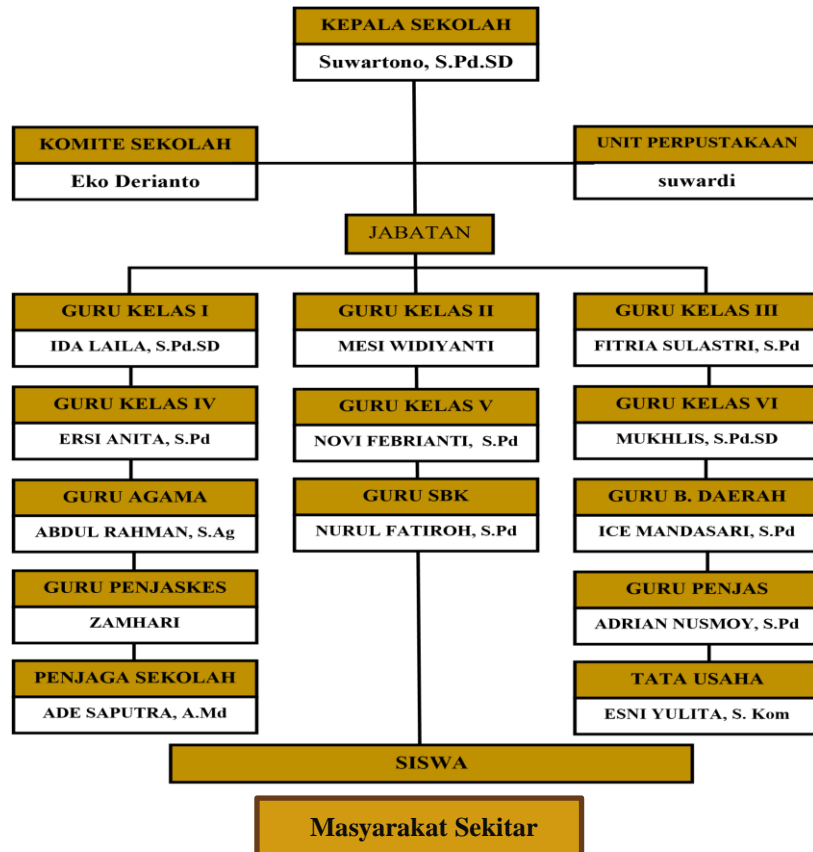 KEPALA SEKOLAH
Suwartono, S.Pd.SD
KOMITE SEKOLAH
Eko Derianto
UNIT PERPUSTAKAAN
suwardi
JABATAN
GURU KELAS I
IDA LAILA, S.Pd.SD
GURU KELAS II
MESI WIDIYANTI
GURU KELAS III
FITRIA SULASTRI, S.Pd
GURU KELAS IV
ERSI ANITA, S.Pd
GURU KELAS V
NOVI FEBRIANTI, S.Pd
GURU KELAS VI
MUKHLIS, S.Pd.SD
GURU AGAMA
ABDUL RAHMAN, S.Ag
GURU SBK
NURUL FATIROH, S.Pd
GURU B. DAERAH
ICE MANDASARI, S.Pd
GURU PENJASKES
ZAMHARI
GURU PENJAS
ADRIAN NUSMOY, S.Pd
PENJAGA SEKOLAH
ADE SAPUTRA, A.Md
TATA USAHA
ESNI YULITA, S. Kom
SISWA
Masyarakat Sekitar